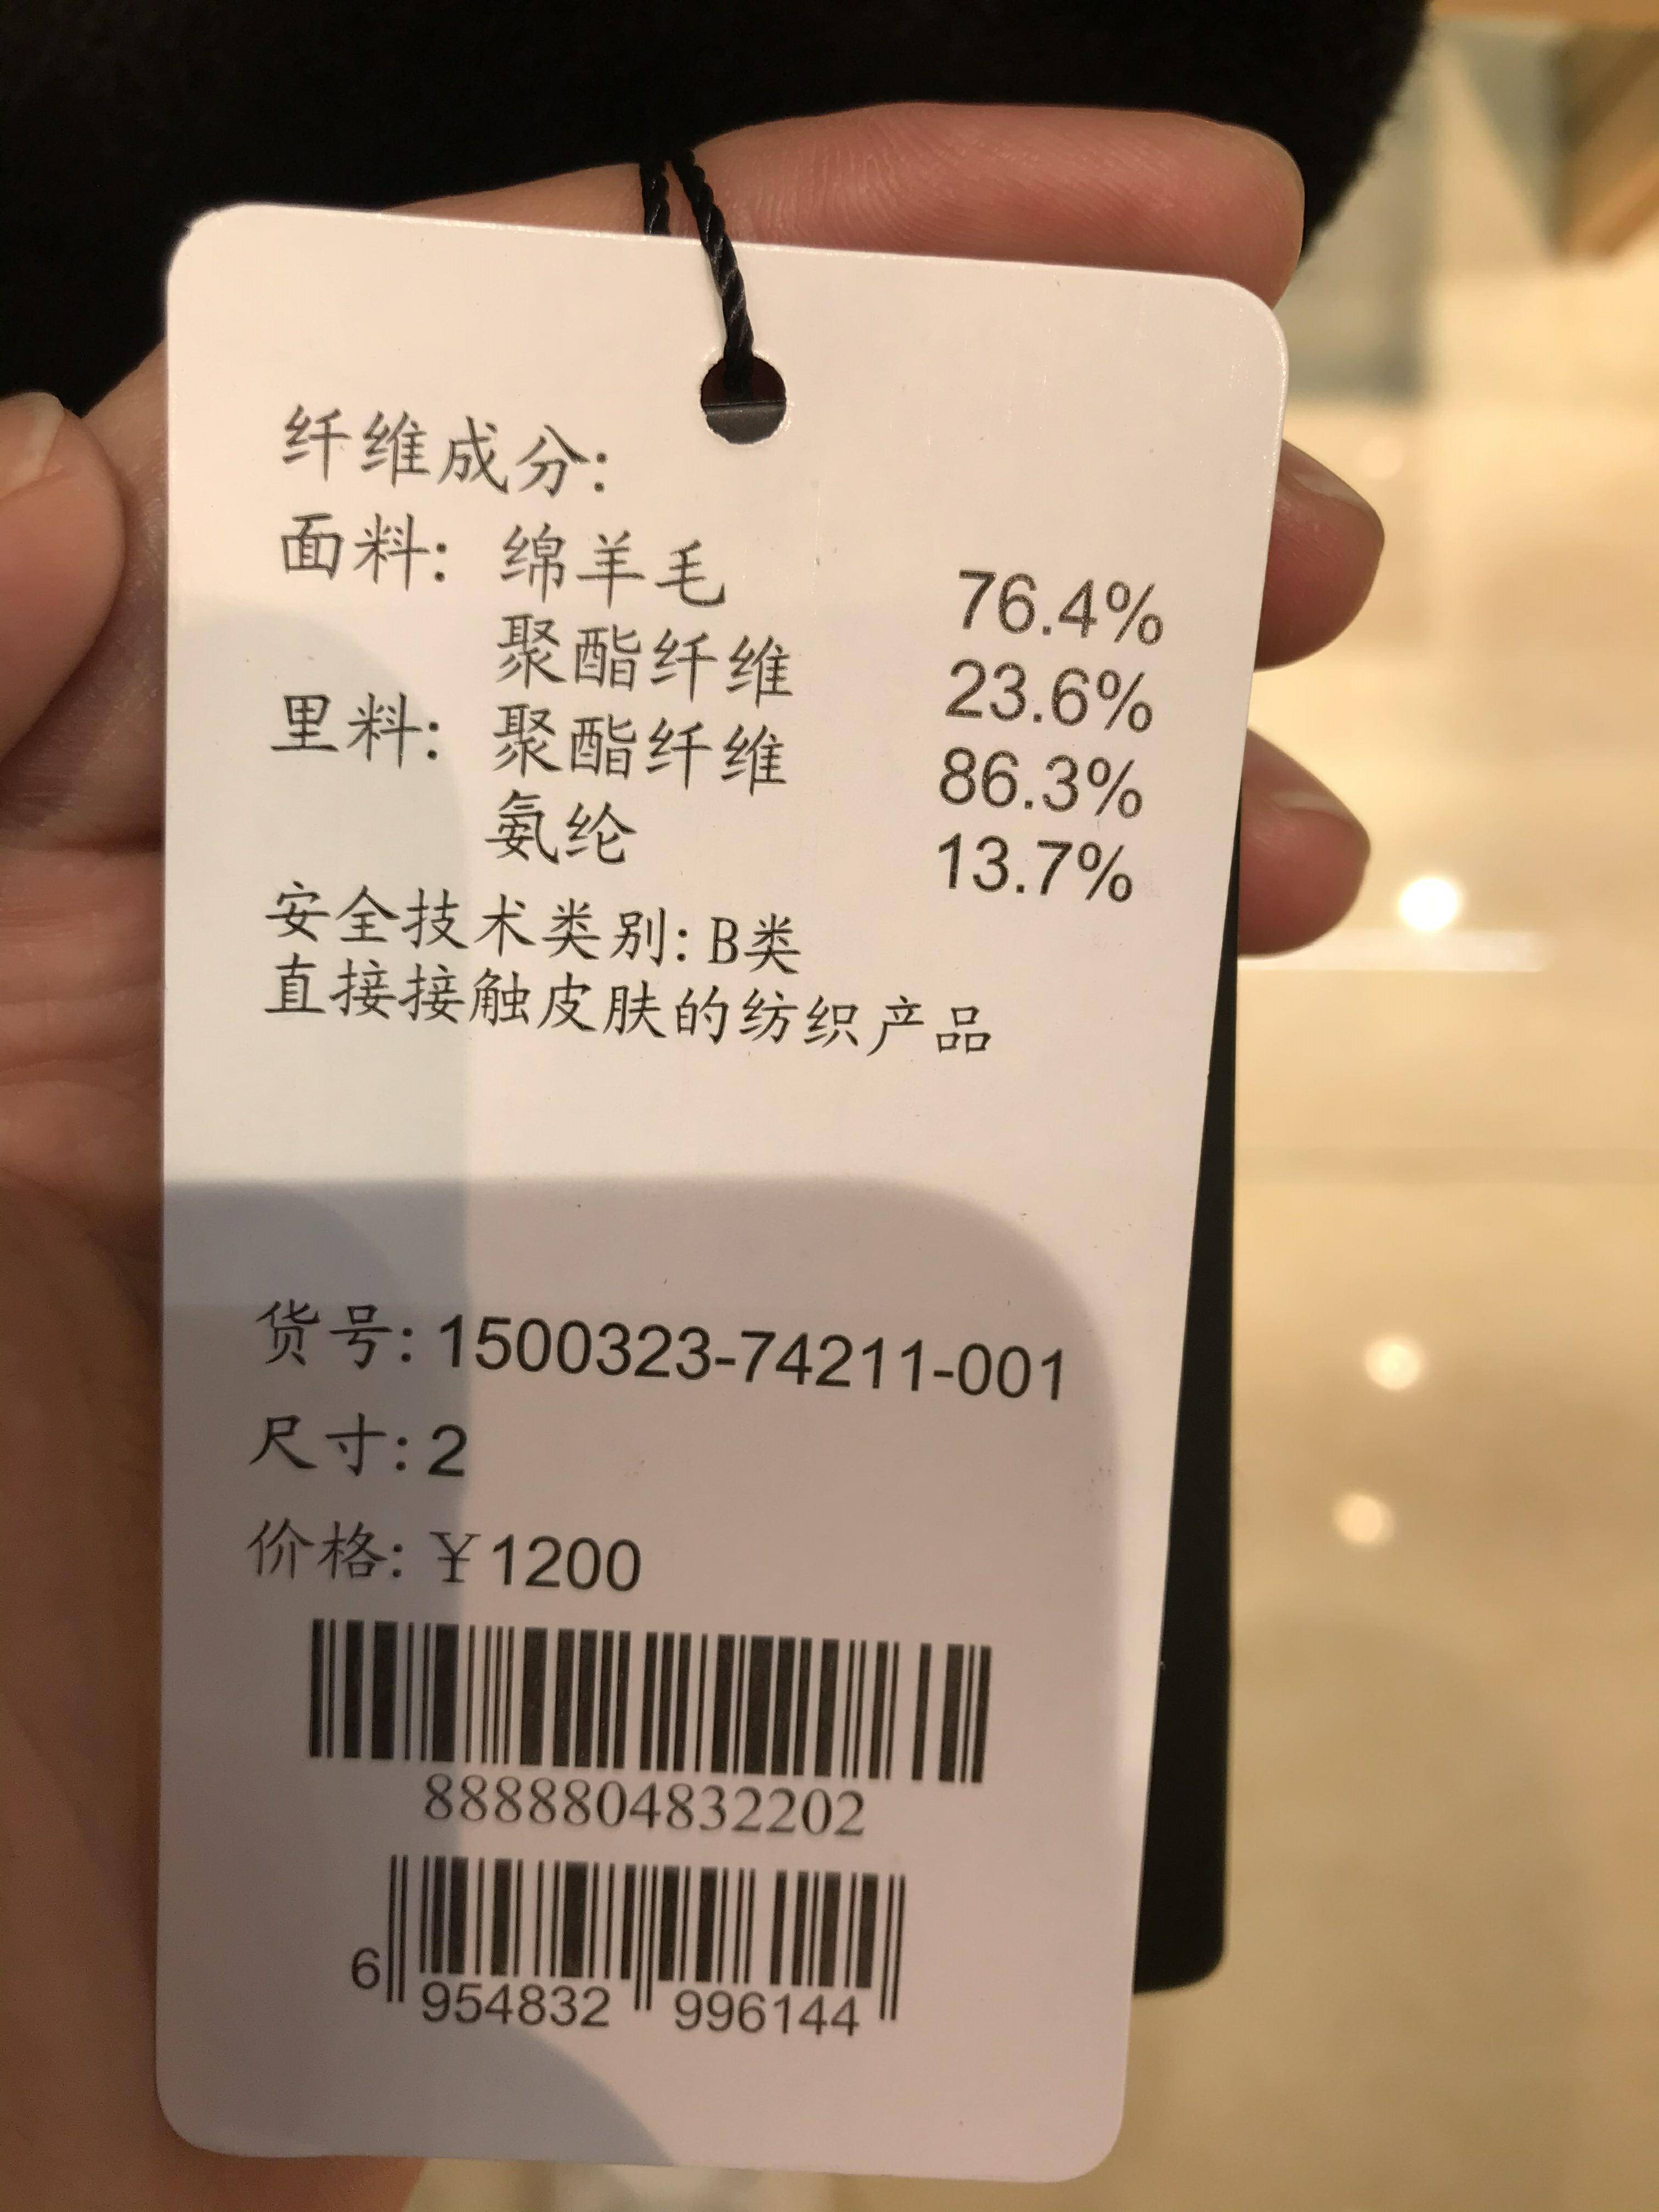 纤维成分:
面料: 绵羊毛 76.4%
聚酯纤维 23.6%
里料: 聚酯纤维 86.3%
氨纶 13.7%
安全技术类别: B类
直接接触皮肤的纺织产品
货号: 1500323-74211-001
尺寸: 2
价格: ¥1200
8888804832202
6 954832 996144